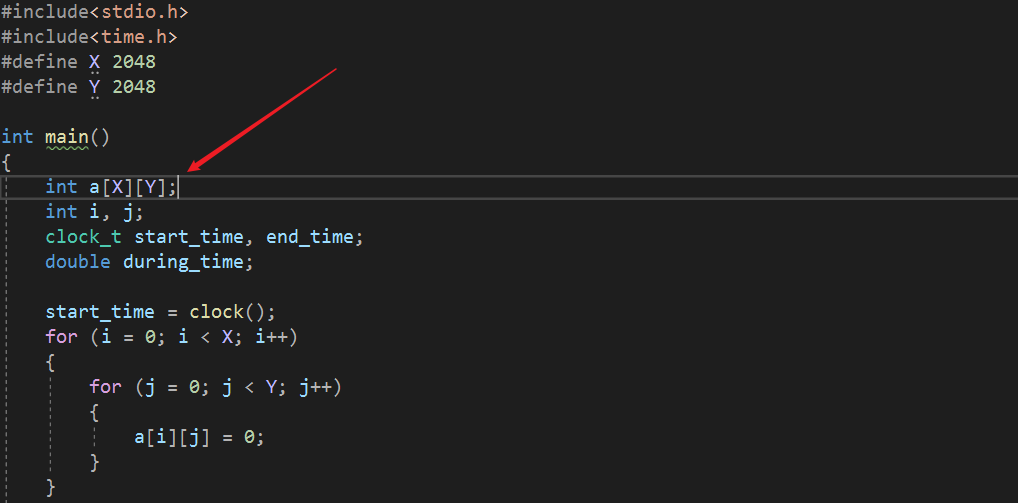 #include<stdio.h>
#include<time.h>
#define X 2048
#define Y 2048
int main()
{
int a[X][Y];
int i, j;
clock_t start_time, end_time;
double during_time;
start_time = clock();
for (i = 0; i < X; i++)
{
for (j = 0; j < Y; j++)
{
a[i][j] = 0;
}
}